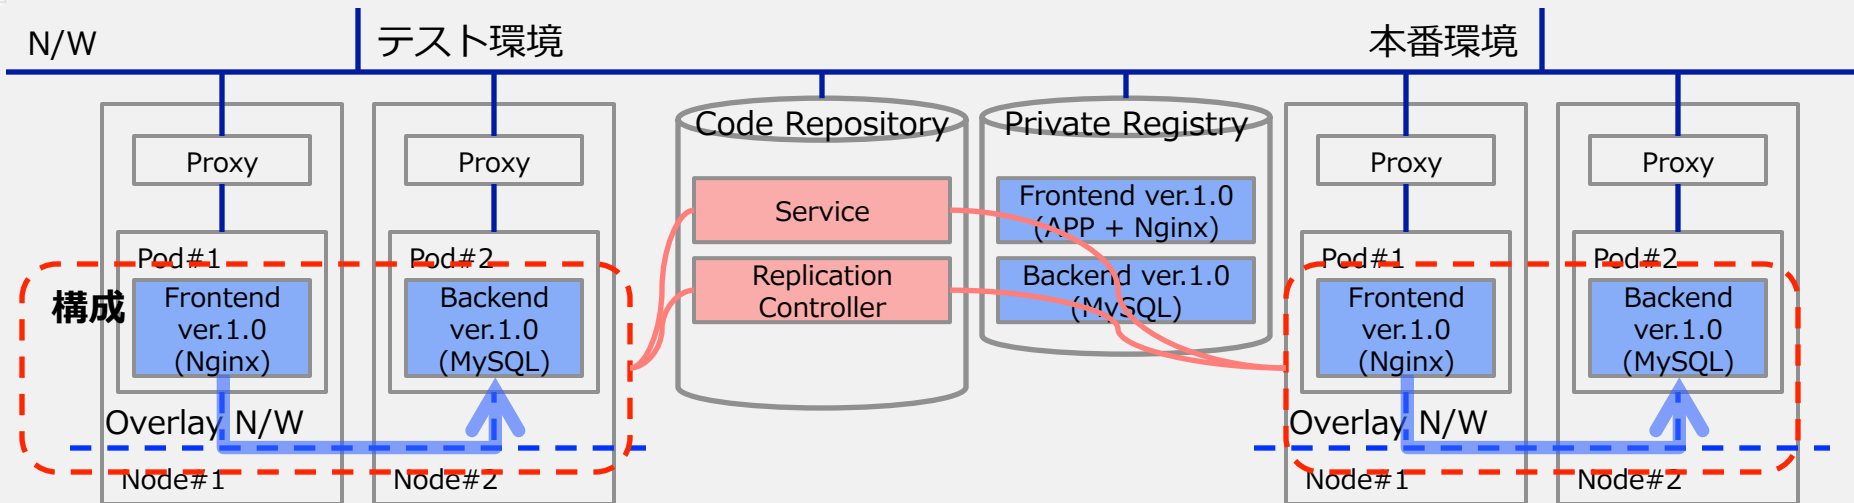 N/W
テスト環境
本番環境
Proxy
Pod#1
構成
Frontend
ver.1.0
(Nginx)
Overlay N/W
Node#1
Proxy
Pod#2
Backend
ver.1.0
(MySQL)
Node#2
Code Repository
Service
Replication
Controller
Private Registry
Frontend ver.1.0
(APP + Nginx)
Backend ver.1.0
(MySQL)
Proxy
Pod#1
Frontend
ver.1.0
(Nginx)
Overlay N/W
Node#1
Proxy
Pod#2
Backend
ver.1.0
(MySQL)
Node#2